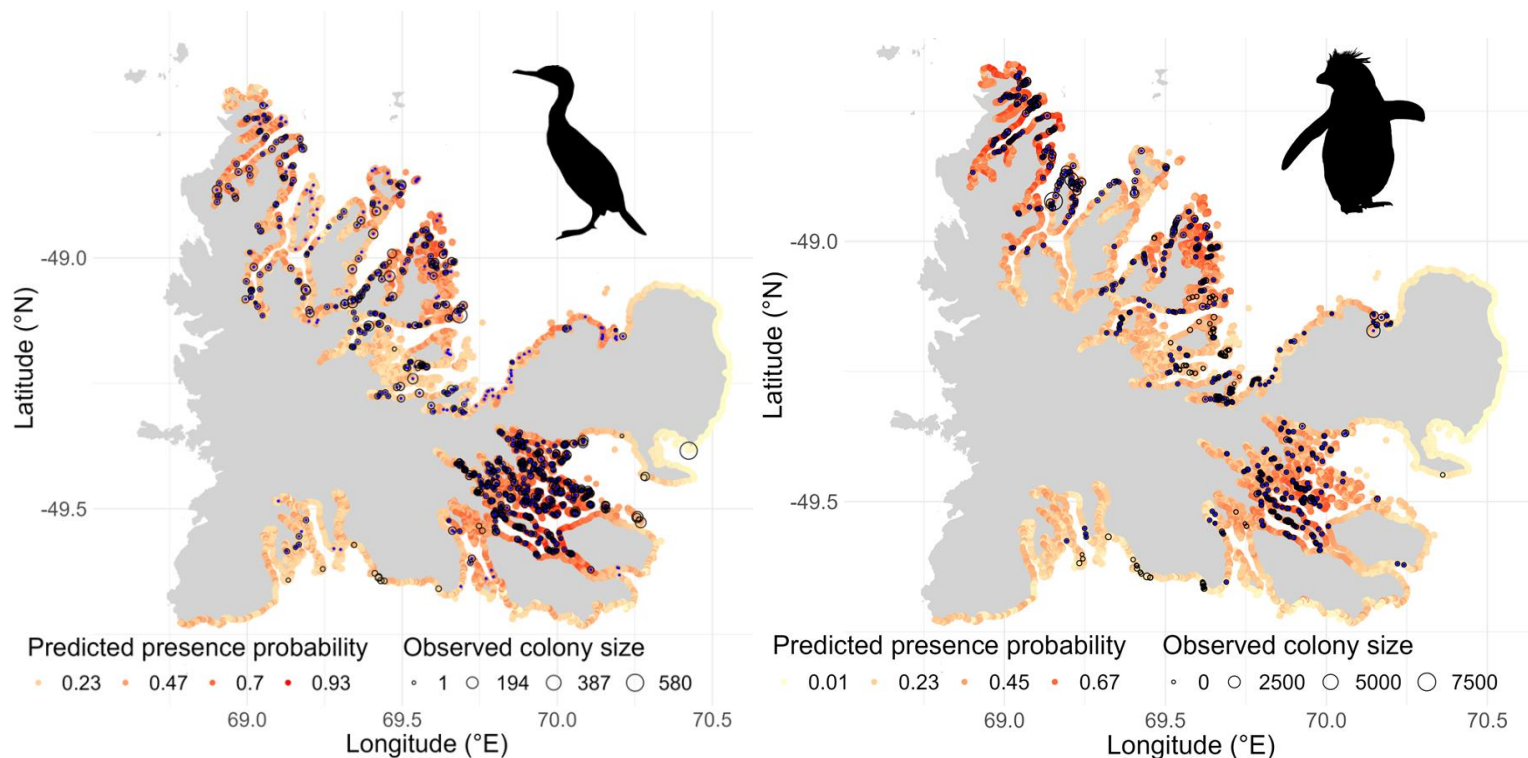 -49.0
-49.5
Latitude (°N)
Predicted presence probability
0.23 0.47 0.7 0.93
Observed colony size
1 194 387 580
69.0 69.5 70.0 70.5
Longitude (°E)
-49.0
-49.5
Latitude (°N)
Predicted presence probability
0.01 0.23 0.45 0.67
Observed colony size
0 2500 5000 7500
69.0 69.5 70.0 70.5
Longitude (°E)